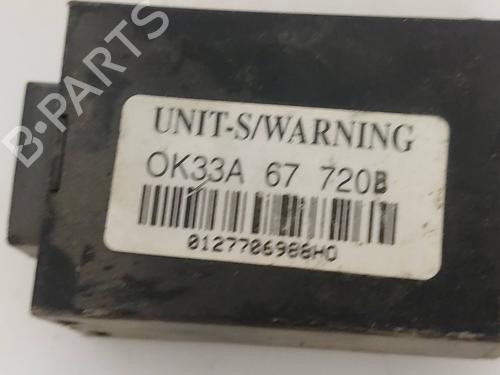 B-PARTS
UNIT-S/WARNING
OK33A 67 720B
0127706988HO